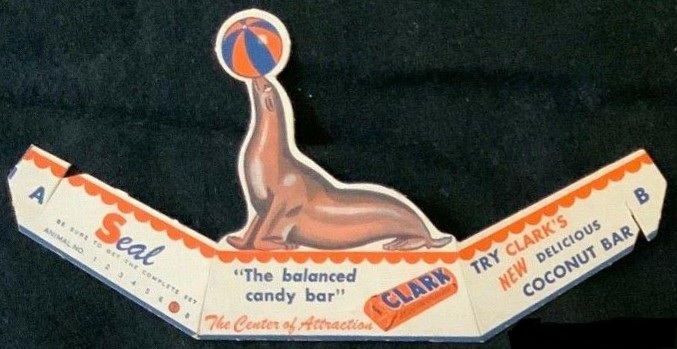 A
Seal
BE SURE TO GET THE COMPLETE SET
ANIMAL NO. 1 2 3 4 5 6 7 8
"The balanced
candy bar"
CLARK
The Center of Attraction
TRY CLARK'S
NEW DELICIOUS
COCONUT BAR
B